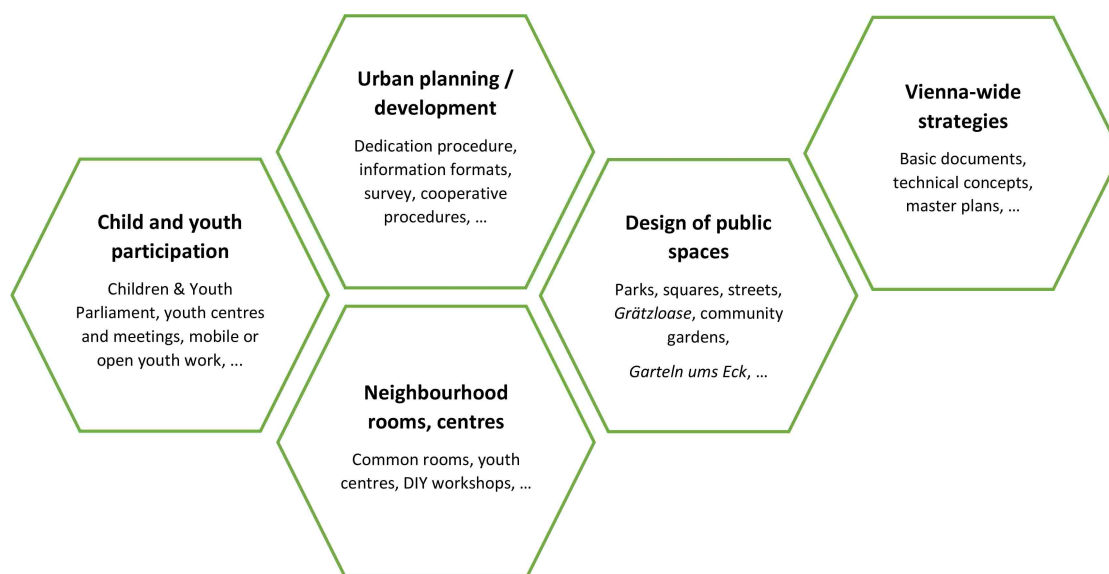 Child and youth
participation
Children & Youth
Parliament, youth centres
and meetings, mobile or
open youth work, ...
Urban planning /
development
Dedication procedure,
information formats,
survey, cooperative
procedures, …
Neighbourhood
rooms, centres
Common rooms, youth
centres, DIY workshops, …
Design of public
spaces
Parks, squares, streets,
Grätzloase, community
gardens,
Garteln ums Eck, …
Vienna-wide
strategies
Basic documents,
technical concepts,
master plans, …